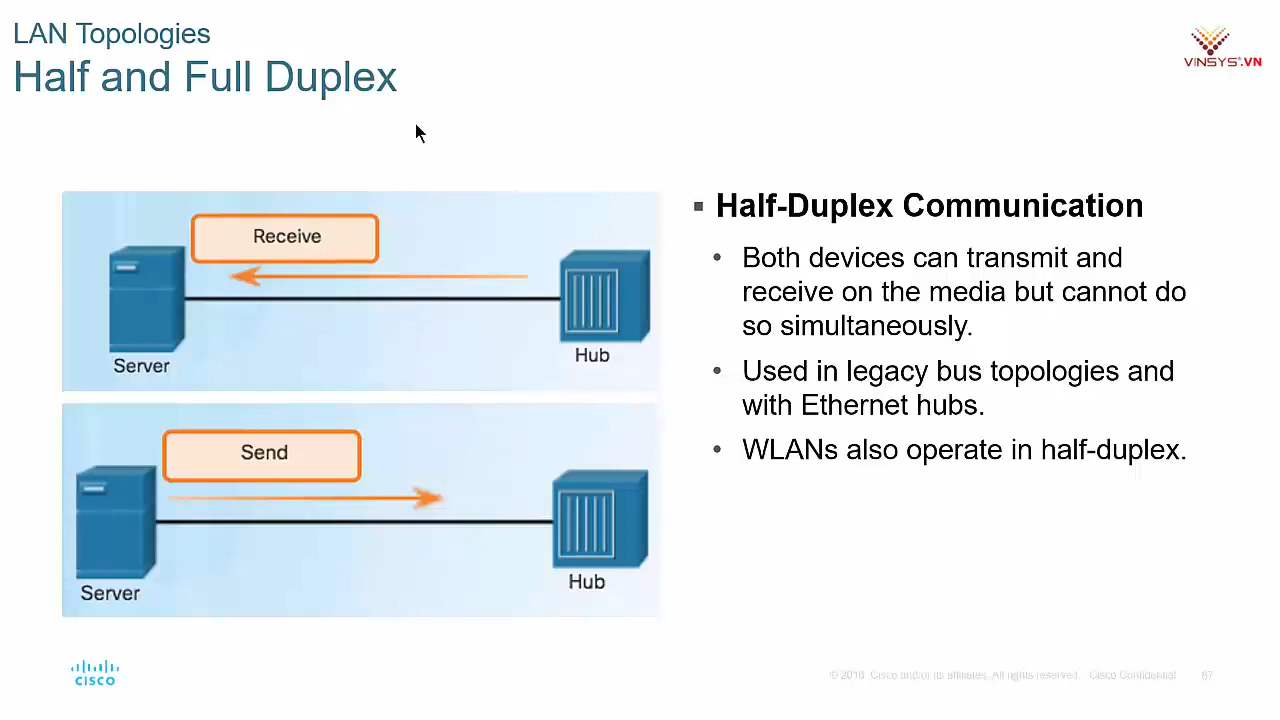 LAN Topologies
Half and Full Duplex
VINSYS.VN
Receive
Server
Hub
Send
Server
Hub
Half-Duplex Communication
Both devices can transmit and
receive on the media but cannot do
so simultaneously.
Used in legacy bus topologies and
with Ethernet hubs.
WLANs also operate in half-duplex.
CISCO
© 2016 Cisco and/or its affiliates. All rights reserved. Cisco Confidential
67